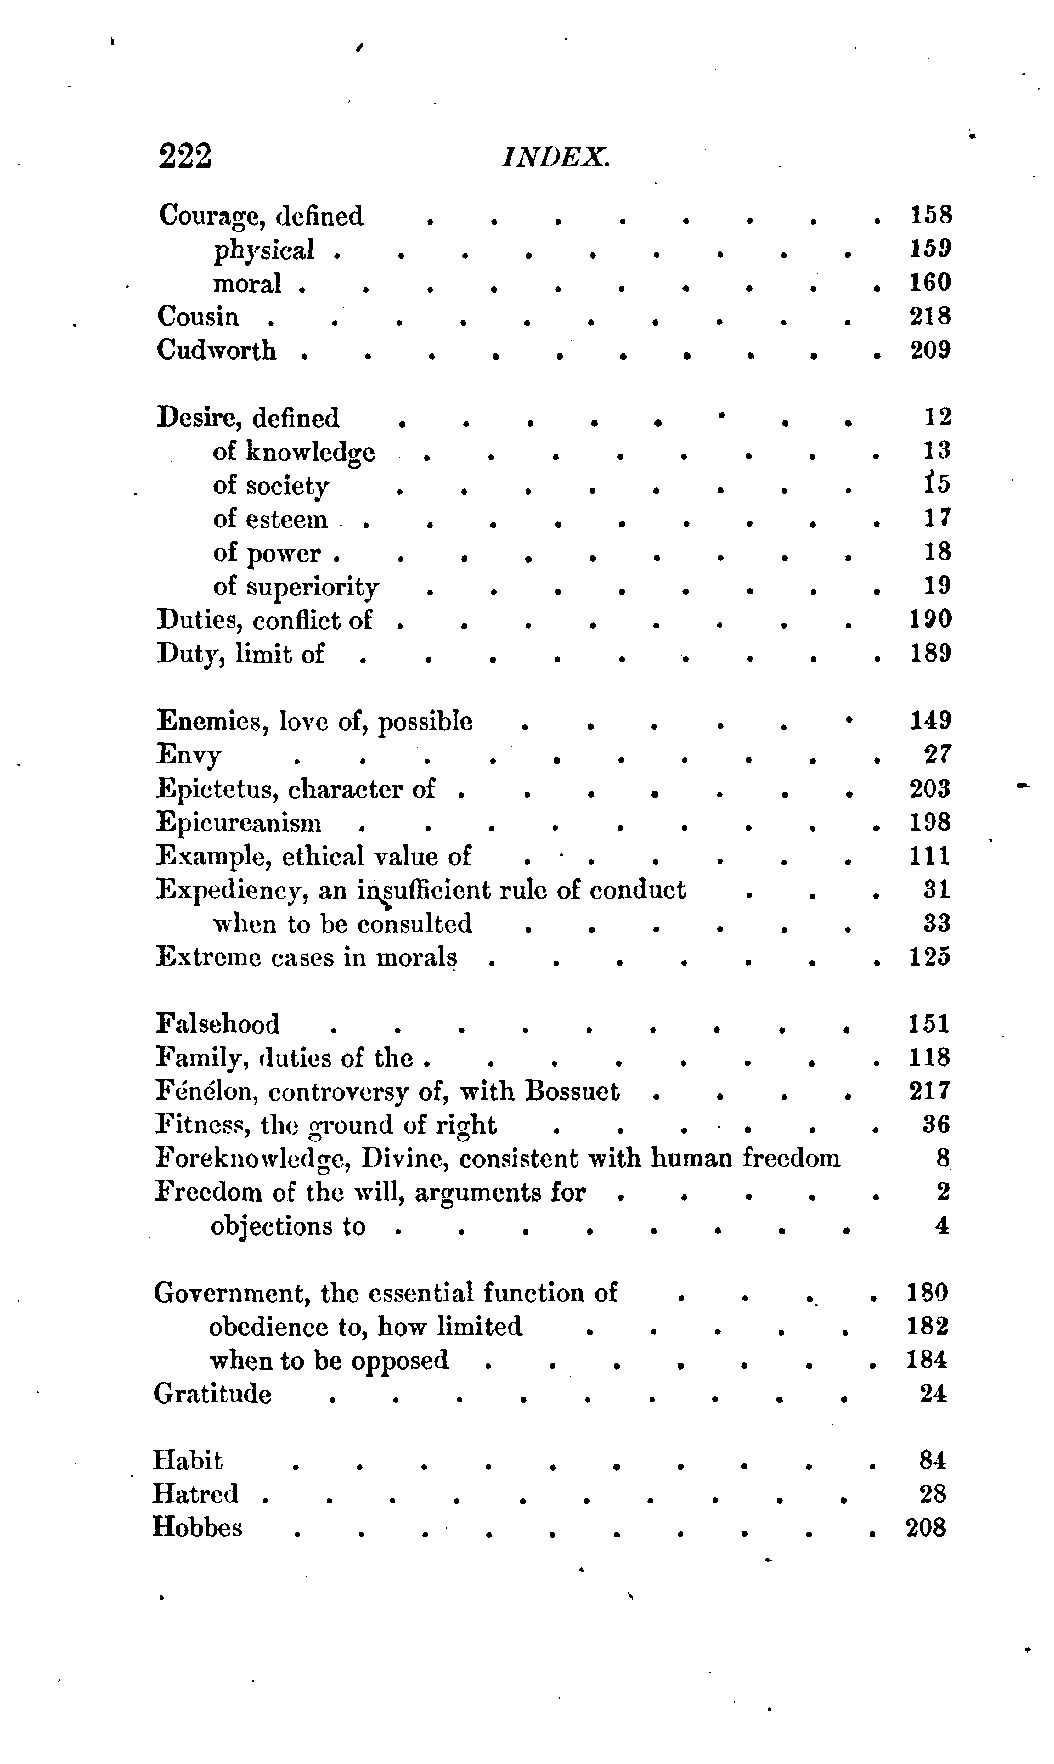 222 INDEX.
Courage, defined . . . . . . . . 158
physical . . . . . . . . . 159
moral . . . . . . . . . . 160
Cousin . . . . . . . . . . 218
Cudworth . . . . . . . . . . 209
Desire, defined . . . . . . . . 12
of knowledge . . . . . . . . 13
of society . . . . . . . . 15
of esteem . . . . . . . . . 17
of power . . . . . . . . . 18
of superiority . . . . . . . . 19
Duties, conflict of . . . . . . . . 190
Duty, limit of . . . . . . . . . 189
Enemies, love of, possible . . . . . . 149
Envy . . . . . . . . . . 27
Epictetus, character of . . . . . . . 203
Epicureanism . . . . . . . . . 198
Example, ethical value of . . . . . . 111
Expediency, an insufficient rule of conduct . . . 31
when to be consulted . . . . . . 33
Extreme cases in morals . . . . . . . 125
Falsehood . . . . . . . . . 151
Family, duties of the . . . . . . . . 118
Fénélon, controversy of, with Bossuet . . . . 217
Fitness, the ground of right . . . . . . 36
Foreknowledge, Divine, consistent with human freedom 8
Freedom of the will, arguments for . . . . . 2
objections to . . . . . . . . 4
Government, the essential function of . . . . 180
obedience to, how limited . . . . . 182
when to be opposed . . . . . . . 184
Gratitude . . . . . . . . . 24
Habit . . . . . . . . . . 84
Hatred . . . . . . . . . . 28
Hobbes . . . . . . . . . . 208